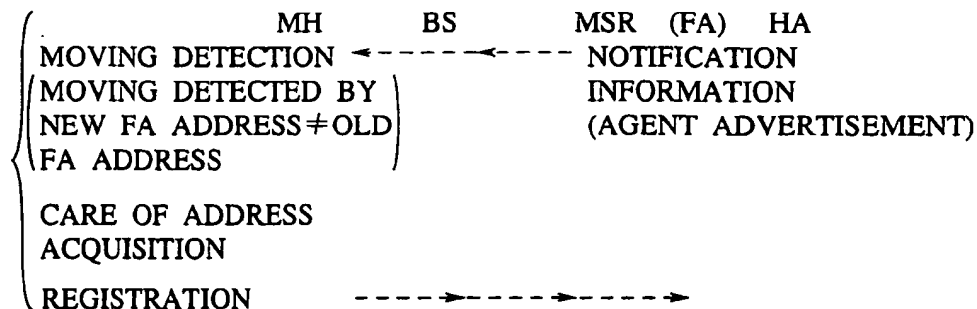 MH BS MSR (FA) HA
MOVING DETECTION NOTIFICATION
MOVING DETECTED BY INFORMATION
NEW FA ADDRESS≠OLD (AGENT ADVERTISEMENT)
FA ADDRESS
CARE OF ADDRESS
ACQUISITION
REGISTRATION